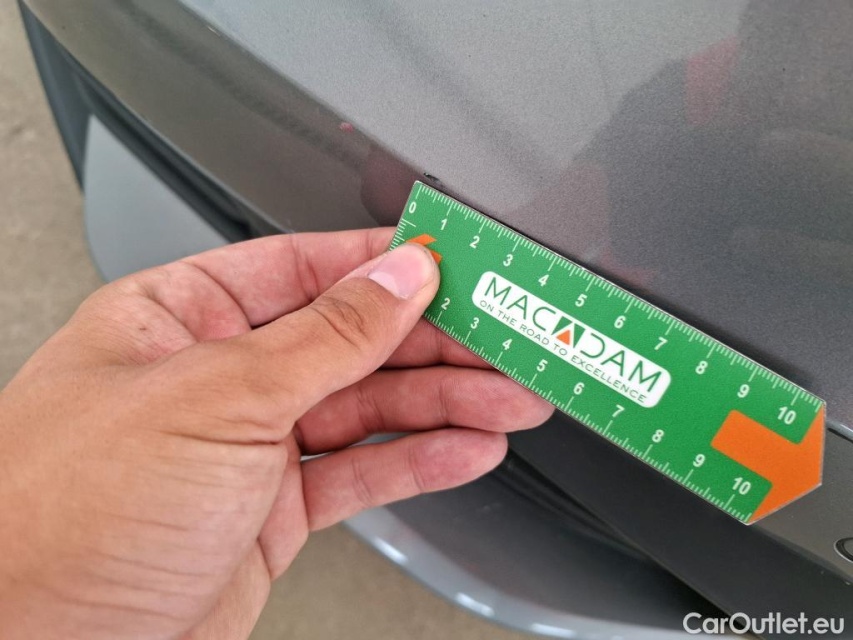 0 1 2 3 4 5 6 7 8 9 10
MACADAM
ON THE ROAD TO EXCELLENCE
2 3 4 5 6 7 8 9 10
CarOutlet.eu